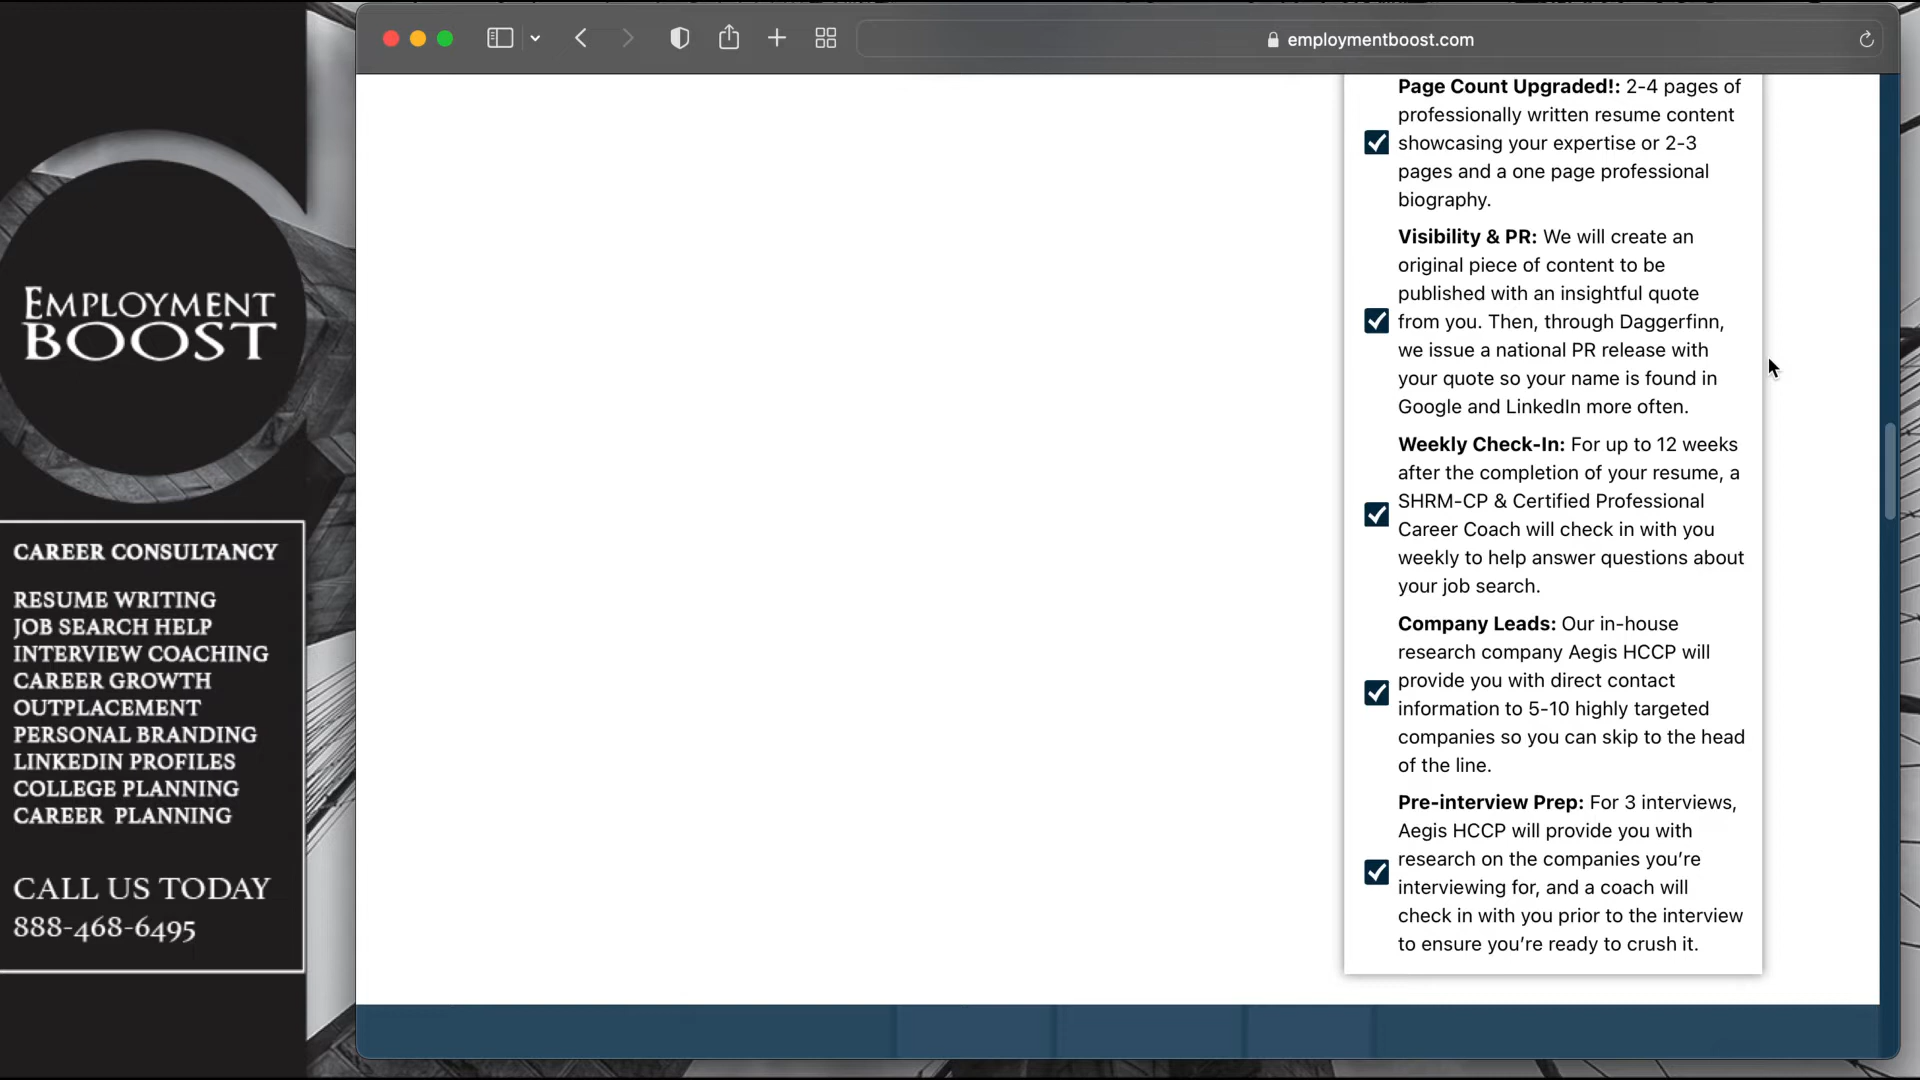 employmentboost.com
EMPLOYMENT
BOOST
CAREER CONSULTANCY
RESUME WRITING
JOB SEARCH HELP
INTERVIEW COACHING
CAREER GROWTH
OUTPLACEMENT
PERSONAL BRANDING
LINKEDIN PROFILES
COLLEGE PLANNING
CAREER PLANNING
CALL US TODAY
888-468-6495
Page Count Upgraded!: 2-4 pages of
professionally written resume content
showcasing your expertise or 2-3
pages and a one page professional
biography.
Visibility & PR: We will create an
original piece of content to be
published with an insightful quote
from you. Then, through Daggerfinn,
we issue a national PR release with
your quote so your name is found in
Google and LinkedIn more often.
Weekly Check-In: For up to 12 weeks
after the completion of your resume, a
SHRM-CP & Certified Professional
Career Coach will check in with you
weekly to help answer questions about
your job search.
Company Leads: Our in-house
research company Aegis HCCP will
provide you with direct contact
information to 5-10 highly targeted
companies so you can skip to the head
of the line.
Pre-interview Prep: For 3 interviews,
Aegis HCCP will provide you with
research on the companies you’re
interviewing for, and a coach will
check in with you prior to the interview
to ensure you’re ready to crush it.